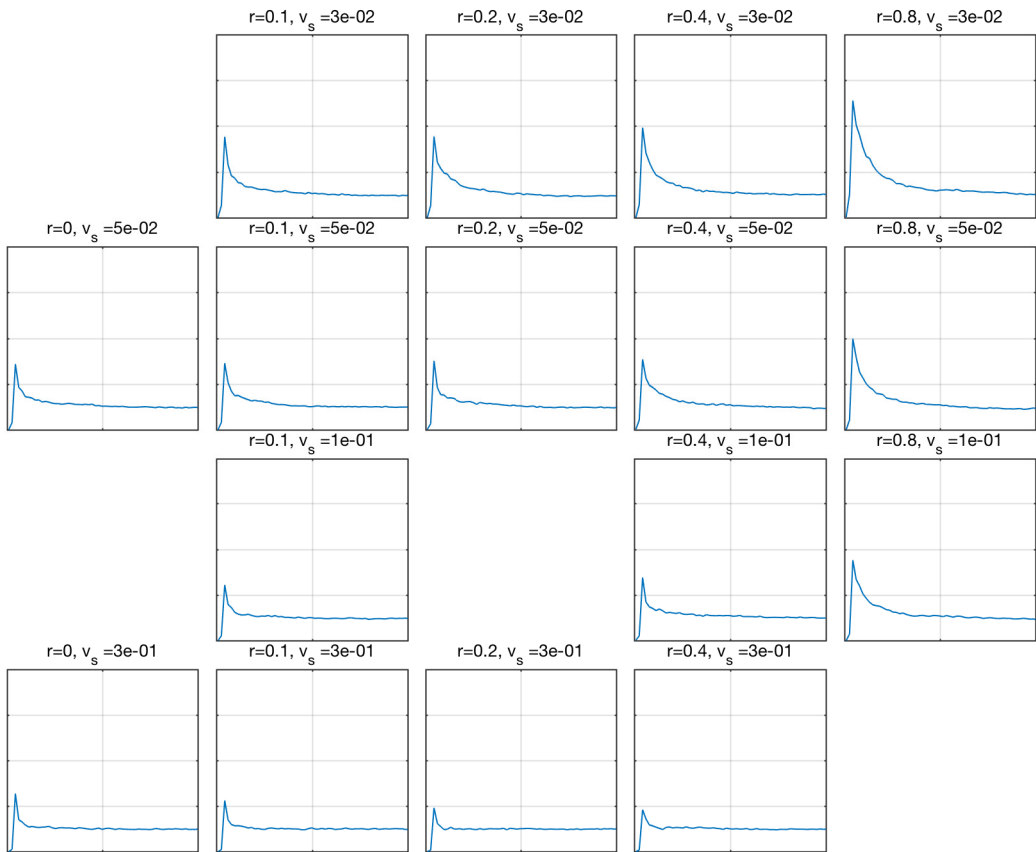 r=0.1, v_s =3e-02
r=0.2, v_s =3e-02
r=0.4, v_s =3e-02
r=0.8, v_s =3e-02
r=0, v_s =5e-02
r=0.1, v_s =5e-02
r=0.2, v_s =5e-02
r=0.4, v_s =5e-02
r=0.8, v_s =5e-02
r=0.1, v_s =1e-01
r=0.4, v_s =1e-01
r=0.8, v_s =1e-01
r=0, v_s =3e-01
r=0.1, v_s =3e-01
r=0.2, v_s =3e-01
r=0.4, v_s =3e-01